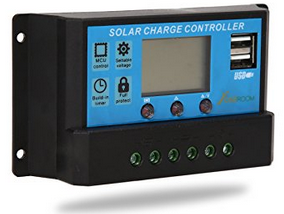 SOLAR CHARGE CONTROLLER
MCU
control
Settable
voltage
Build-in
timer
Full
protect
USB